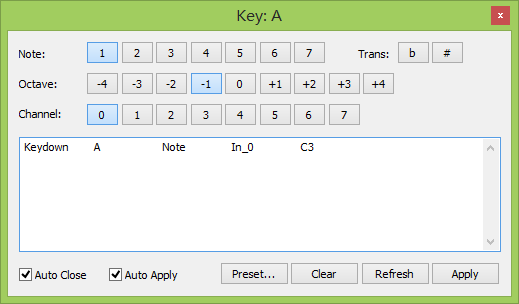 Key: A
x
Note: 1 2 3 4 5 6 7 Trans: b #
Octave: -4 -3 -2 -1 0 +1 +2 +3 +4
Channel: 0 1 2 3 4 5 6 7
Keydown A Note In_0 C3
Auto Close Auto Apply Preset... Clear Refresh Apply